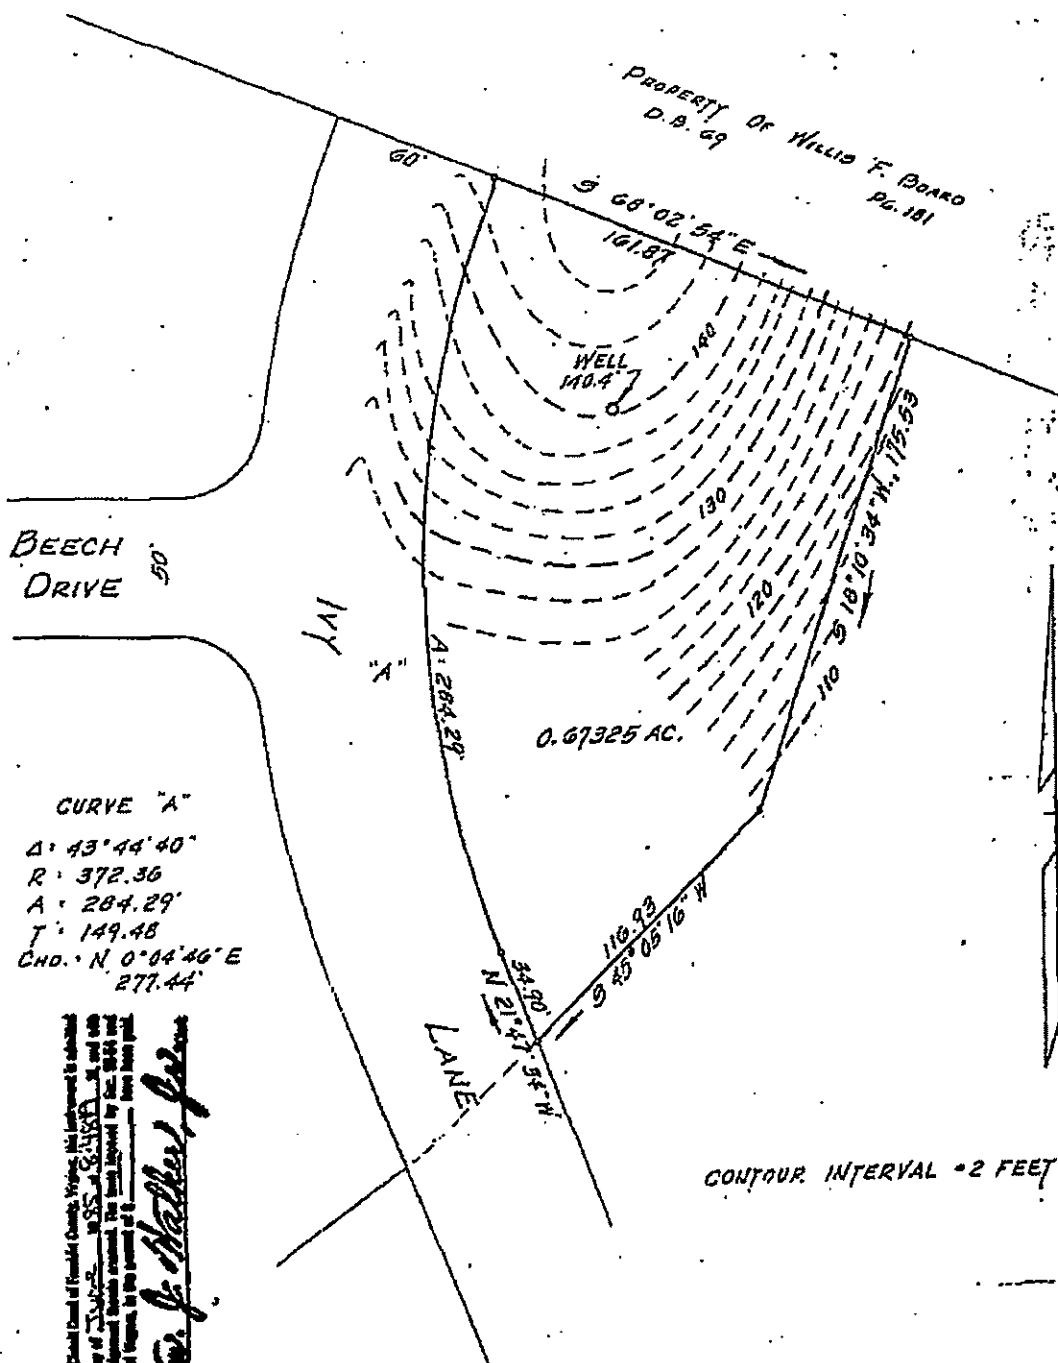 PROPERTY OF WILLIS F. BOARD
D.B. 69 PG. 181
60'
S 68°02'54" E
161.87
WELL
140.4
140
130
120
110
S 18°10'34" W. 175.53
BEECH
DRIVE
50'
IVY
"A"
A: 284.29'
0.67325 AC.
CURVE "A"
Δ: 43°44'40"
R: 372.36
A: 284.29'
T: 149.48
CHD.: N 0°04'46" E
277.44'
116.93
S 45°05'16" W
34.90'
N 21°47'54" W
LANE
CONTOUR INTERVAL = 2 FEET